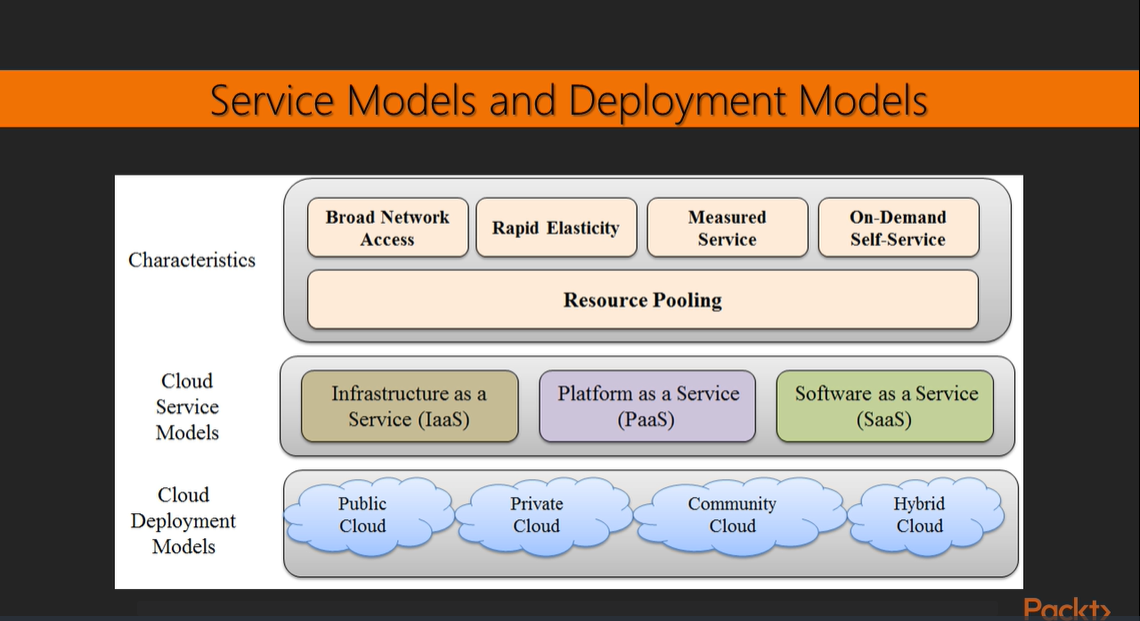 Service Models and Deployment Models
Characteristics
Broad Network
Access
Rapid Elasticity
Measured
Service
On-Demand
Self-Service
Resource Pooling
Cloud
Service
Models
Infrastructure as a
Service (IaaS)
Platform as a Service
(PaaS)
Software as a Service
(SaaS)
Cloud
Deployment
Models
Public
Cloud
Private
Cloud
Community
Cloud
Hybrid
Cloud
Packt>